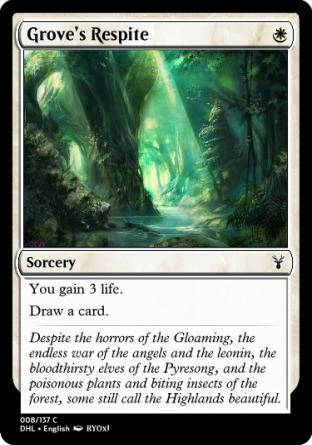 Grove's Respite
Sorcery
You gain 3 life.
Draw a card.
Despite the horrors of the Gloaming, the
endless war of the angels and the leonin, the
bloodthirsty elves of the Pyresong, and the
poisonous plants and biting insects of the
forest, some still call the Highlands beautiful.
008/137 C
DHL • English RYOx!